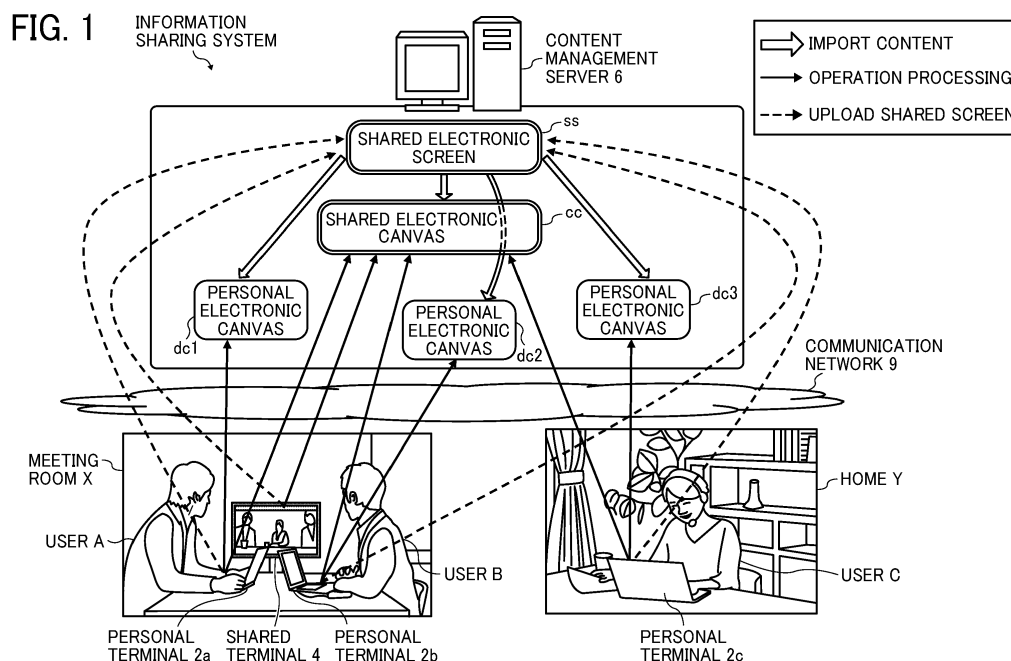 FIG. 1
INFORMATION
SHARING SYSTEM
CONTENT
MANAGEMENT
SERVER 6
IMPORT CONTENT
OPERATION PROCESSING
UPLOAD SHARED SCREEN
ss
SHARED ELECTRONIC
SCREEN
cc
SHARED ELECTRONIC
CANVAS
PERSONAL
ELECTRONIC
CANVAS
dc1
PERSONAL
ELECTRONIC
CANVAS
dc2
PERSONAL
ELECTRONIC
CANVAS
dc3
COMMUNICATION
NETWORK 9
MEETING
ROOM X
HOME Y
USER A
USER B
USER C
PERSONAL
TERMINAL 2a
SHARED
TERMINAL 4
PERSONAL
TERMINAL 2b
PERSONAL
TERMINAL 2c